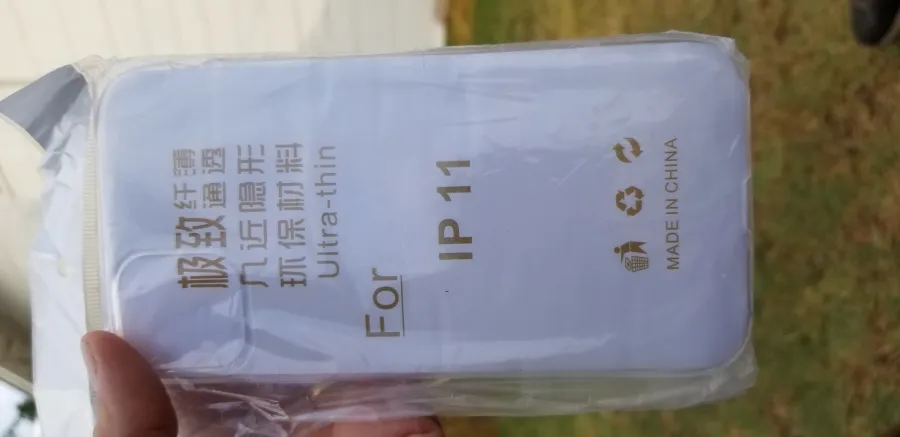 极致纤薄
通透
几近隐形
环保材料
Ultra-thin
For IP 11
MADE IN CHINA